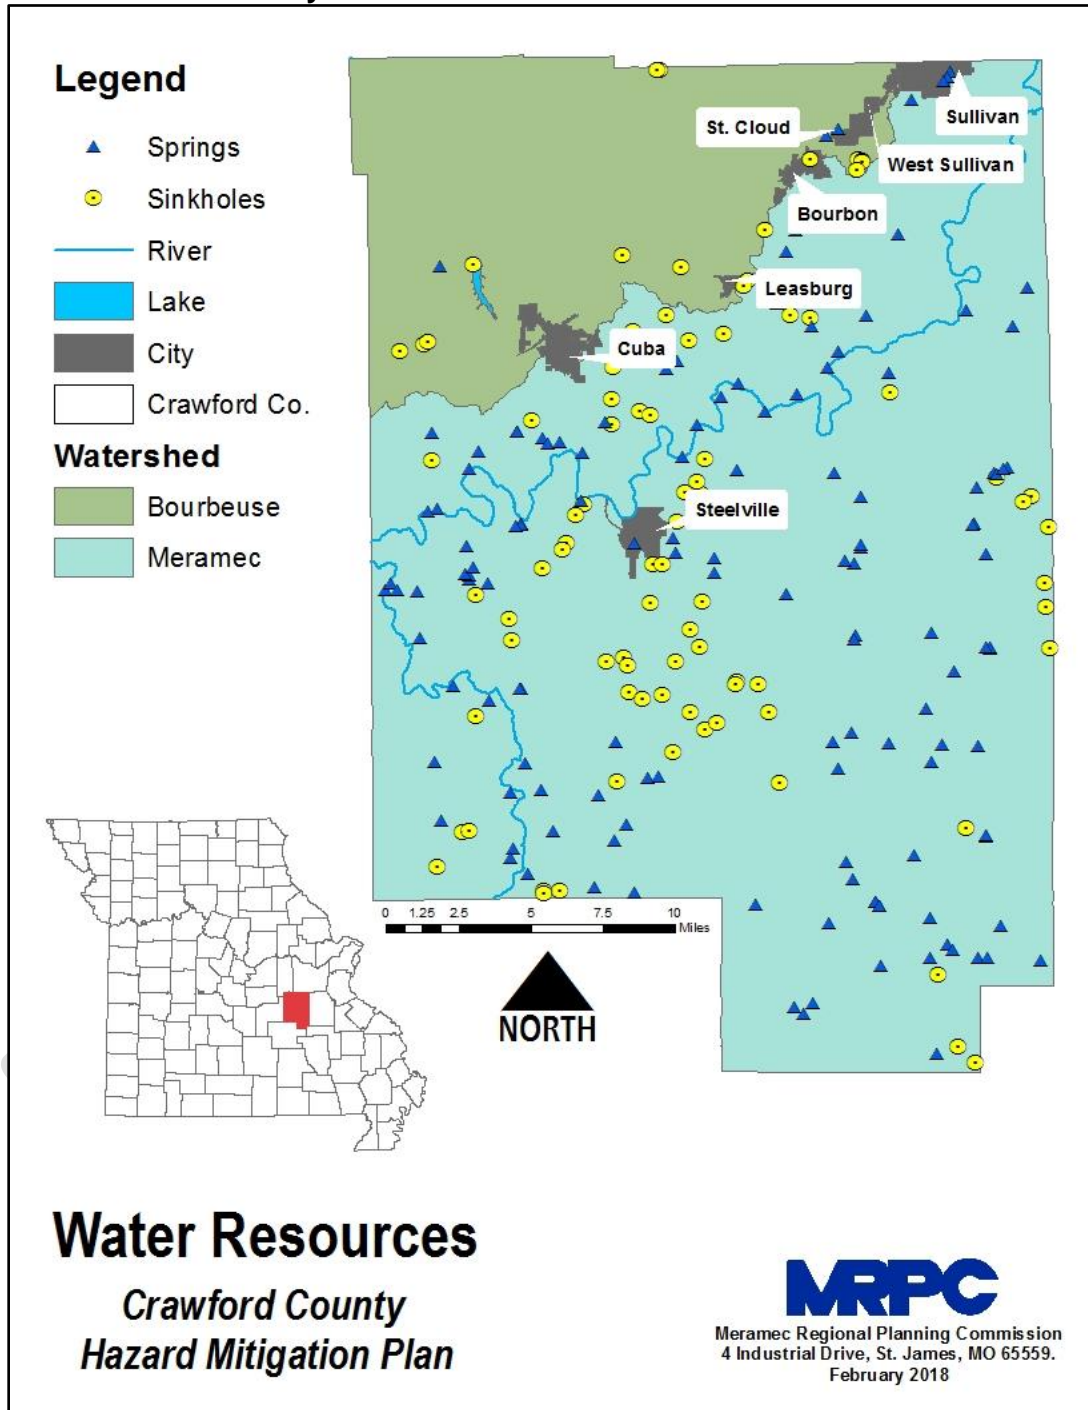 Legend
Springs
Sinkholes
River
Lake
City
Crawford Co.
Watershed
Bourbeuse
Meramec
Sullivan
St. Cloud
West Sullivan
Bourbon
Leasburg
Cuba
Steelville
0 1.25 2.5 5 7.5 10
Miles
NORTH
Water Resources
Crawford County
Hazard Mitigation Plan
MRPC
Meramec Regional Planning Commission
4 Industrial Drive, St. James, MO 65559.
February 2018